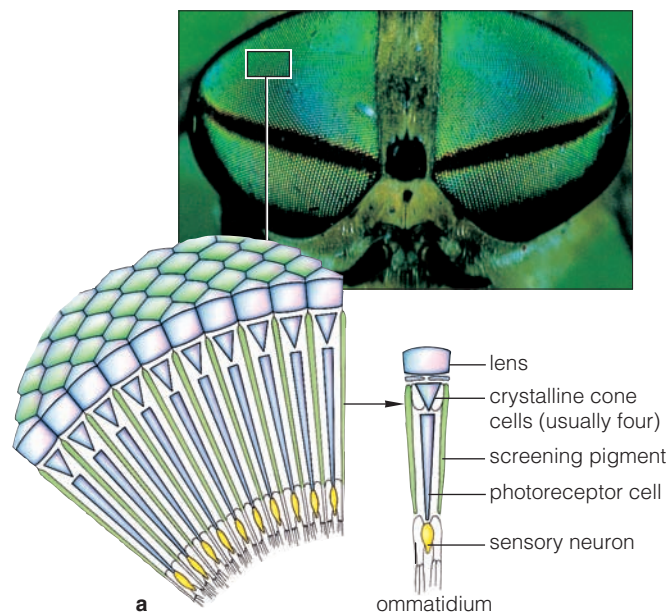 lens
crystalline cone
cells (usually four)
screening pigment
photoreceptor cell
sensory neuron
a
ommatidium